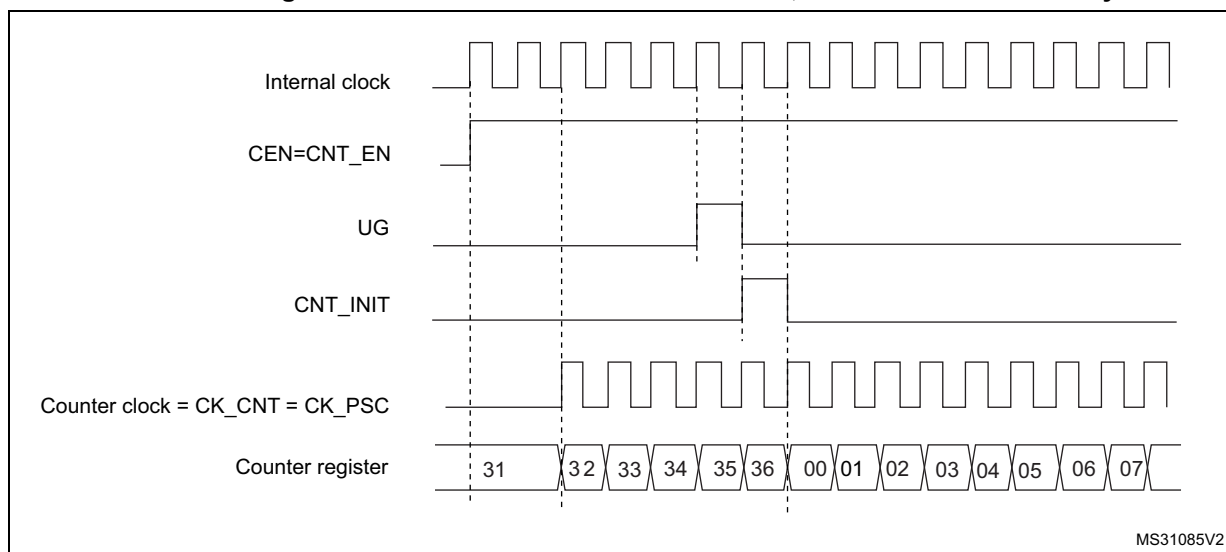 Internal clock
CEN=CNT_EN
UG
CNT_INIT
Counter clock = CK_CNT = CK_PSC
Counter register 31 32 33 34 35 36 00 01 02 03 04 05 06 07
MS31085V2